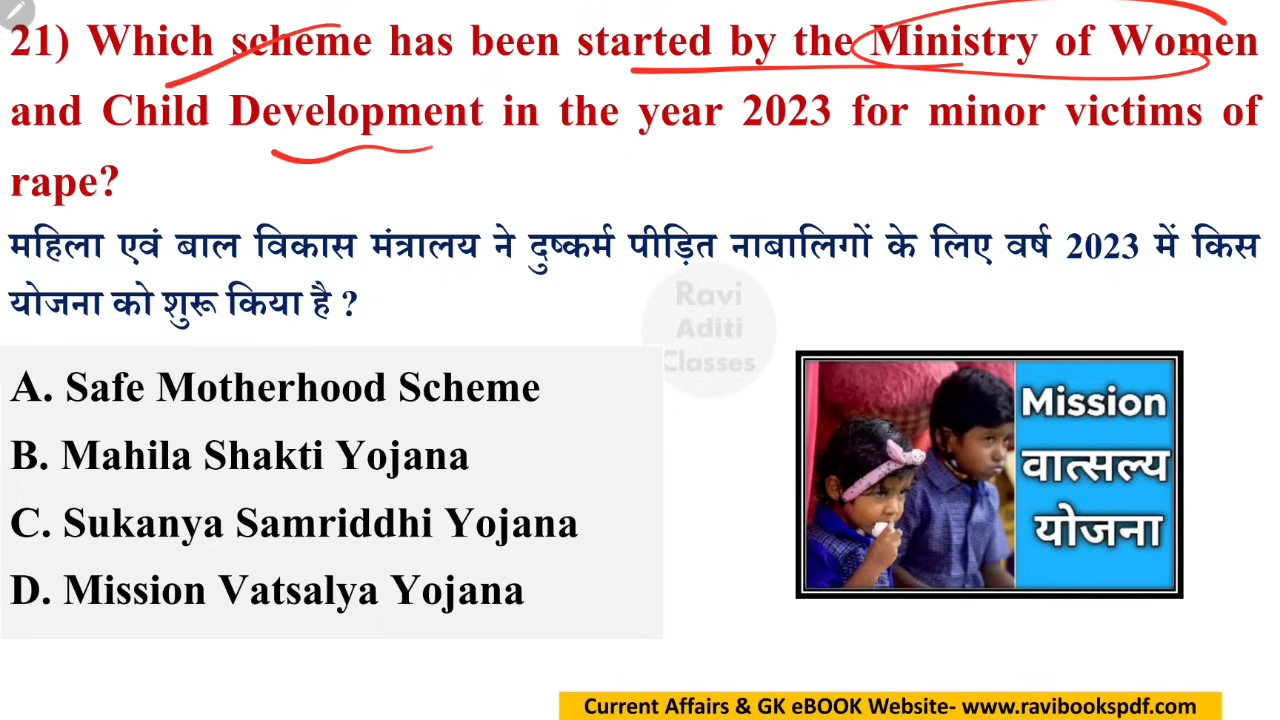 21) Which scheme has been started by the Ministry of Women
and Child Development in the year 2023 for minor victims of
rape?
महिला एवं बाल विकास मंत्रालय ने दुष्कर्म पीड़ित नाबालिगों के लिए वर्ष 2023 में किस
योजना को शुरू किया है ?
Ravi
Aditi
Classes
A. Safe Motherhood Scheme
B. Mahila Shakti Yojana
C. Sukanya Samriddhi Yojana
D. Mission Vatsalya Yojana
Mission
वात्सल्य
योजना
Current Affairs & GK eBOOK Website- www.ravibookspdf.com